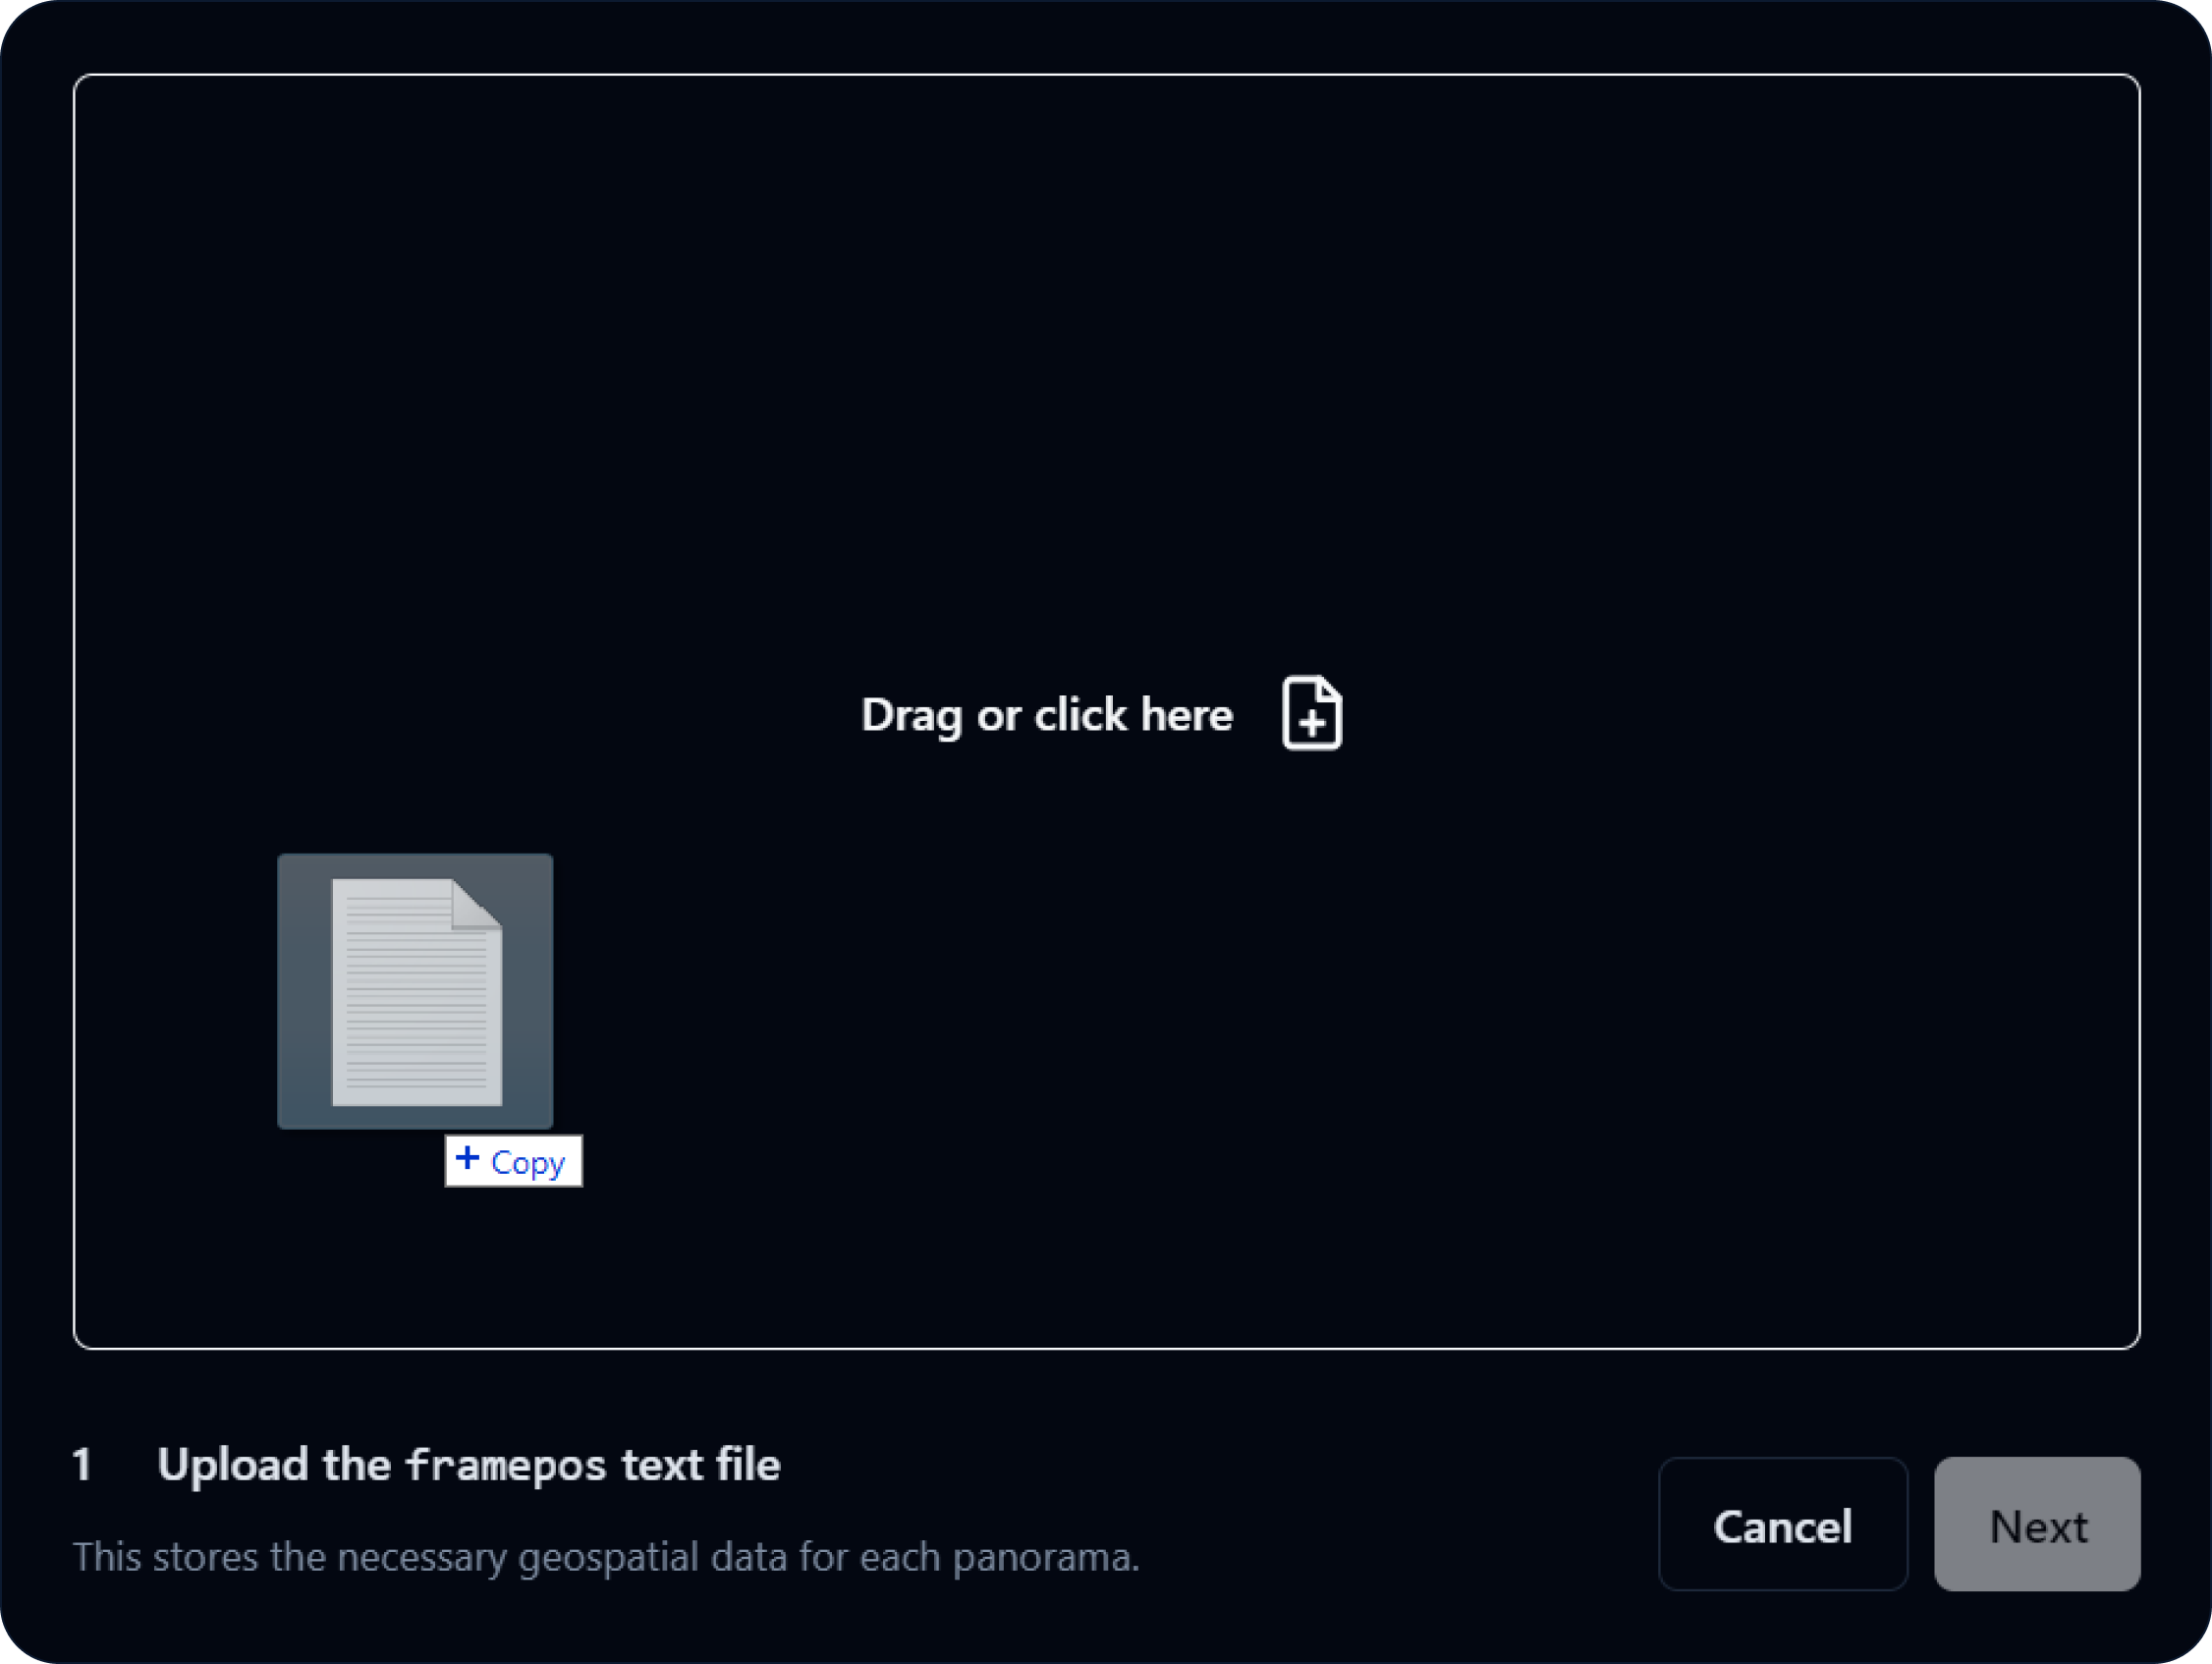 Drag or click here
+ Copy
1 Upload the framepos text file
This stores the necessary geospatial data for each panorama.
Cancel
Next